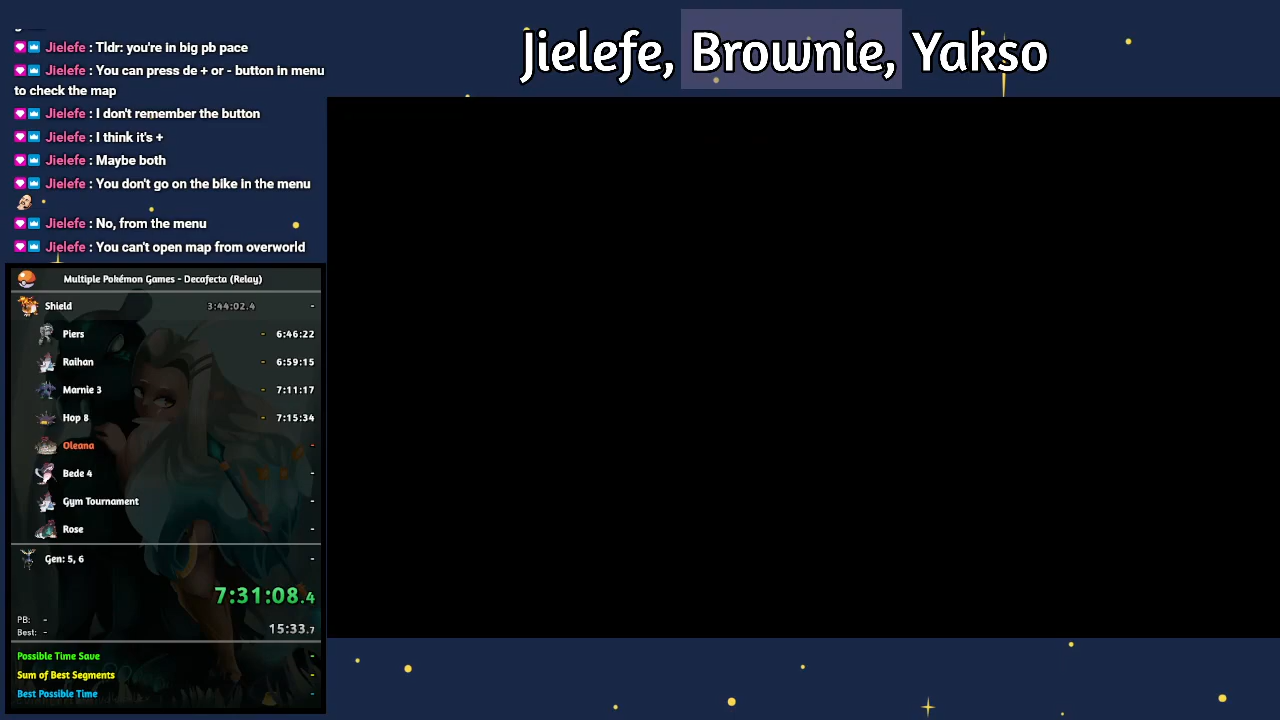 Jielefe, Brownie, Yakso
Jielefe : Tldr: you're in big pb pace
Jielefe : You can press de + or - button in menu
to check the map
Jielefe : I don't remember the button
Jielefe : I think it's +
Jielefe : Maybe both
Jielefe : You don't go on the bike in the menu
Jielefe : No, from the menu
Jielefe : You can't open map from overworld
Multiple Pokémon Games - Decafecta (Relay)
Shield 3:44:02.4 -
Piers - 6:46:22
Raihan - 6:59:15
Marnie 3 - 7:11:17
Hop 8 - 7:15:34
Oleana -
Bede 4 -
Gym Tournament -
Rose -
Gen: 5, 6 -
7:31:08.4
PB: -
Best: - 15:33.7
Possible Time Save -
Sum of Best Segments -
Best Possible Time -